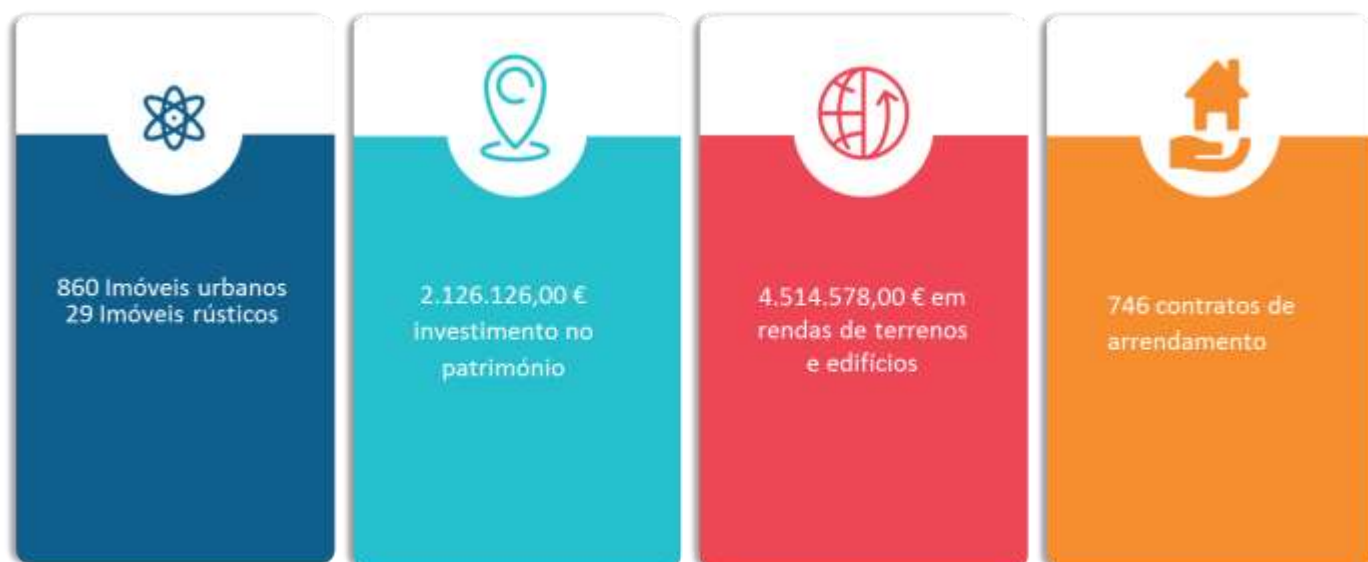 860 Imóveis urbanos
29 Imóveis rústicos
2.126.126,00 €
investimento no
património
4.514.578,00 € em
rendas de terrenos
e edifícios
746 contratos de
arrendamento